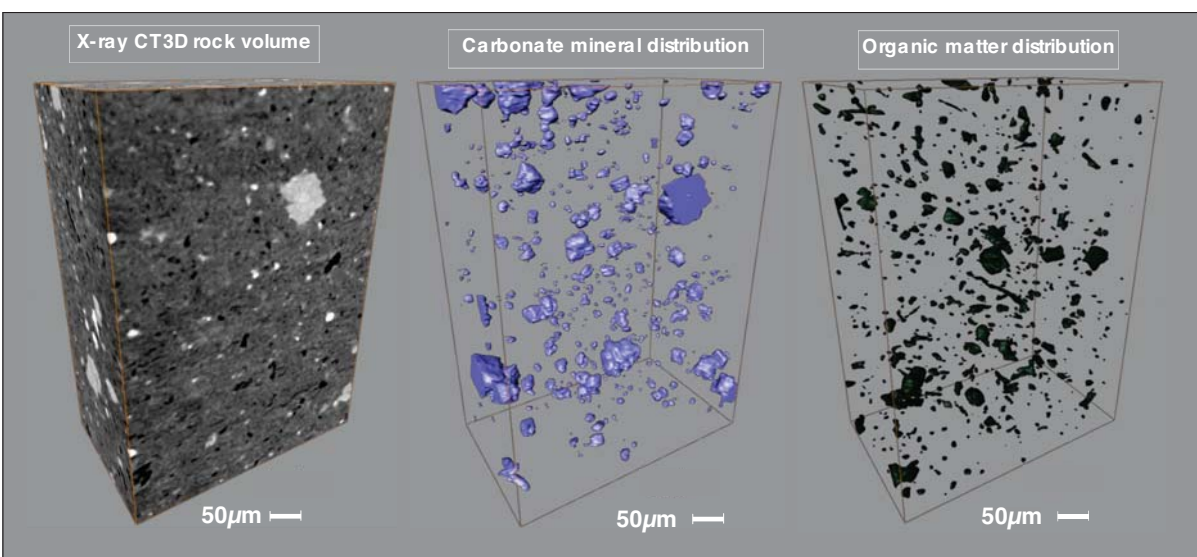 X-ray CT3D rock volume
Carbonate mineral distribution
Organic matter distribution
50µm
50µm
50µm